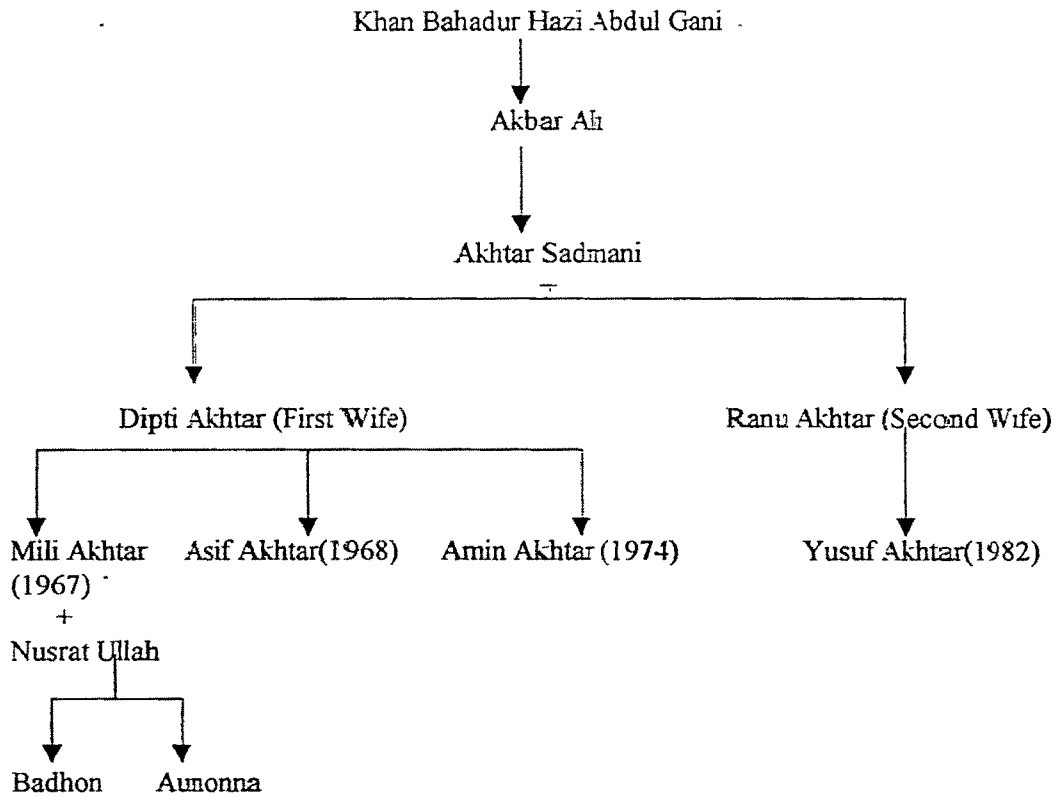 Khan Bahadur Hazi Abdul Gani
Akbar Ali
Akhtar Sadmani
+
Dipti Akhtar (First Wife)
Ranu Akhtar (Second Wife)
Mili Akhtar
(1967)
Asif Akhtar(1968)
Amin Akhtar (1974)
Yusuf Akhtar(1982)
+
Nusrat Ullah
Badhon
Aunonna